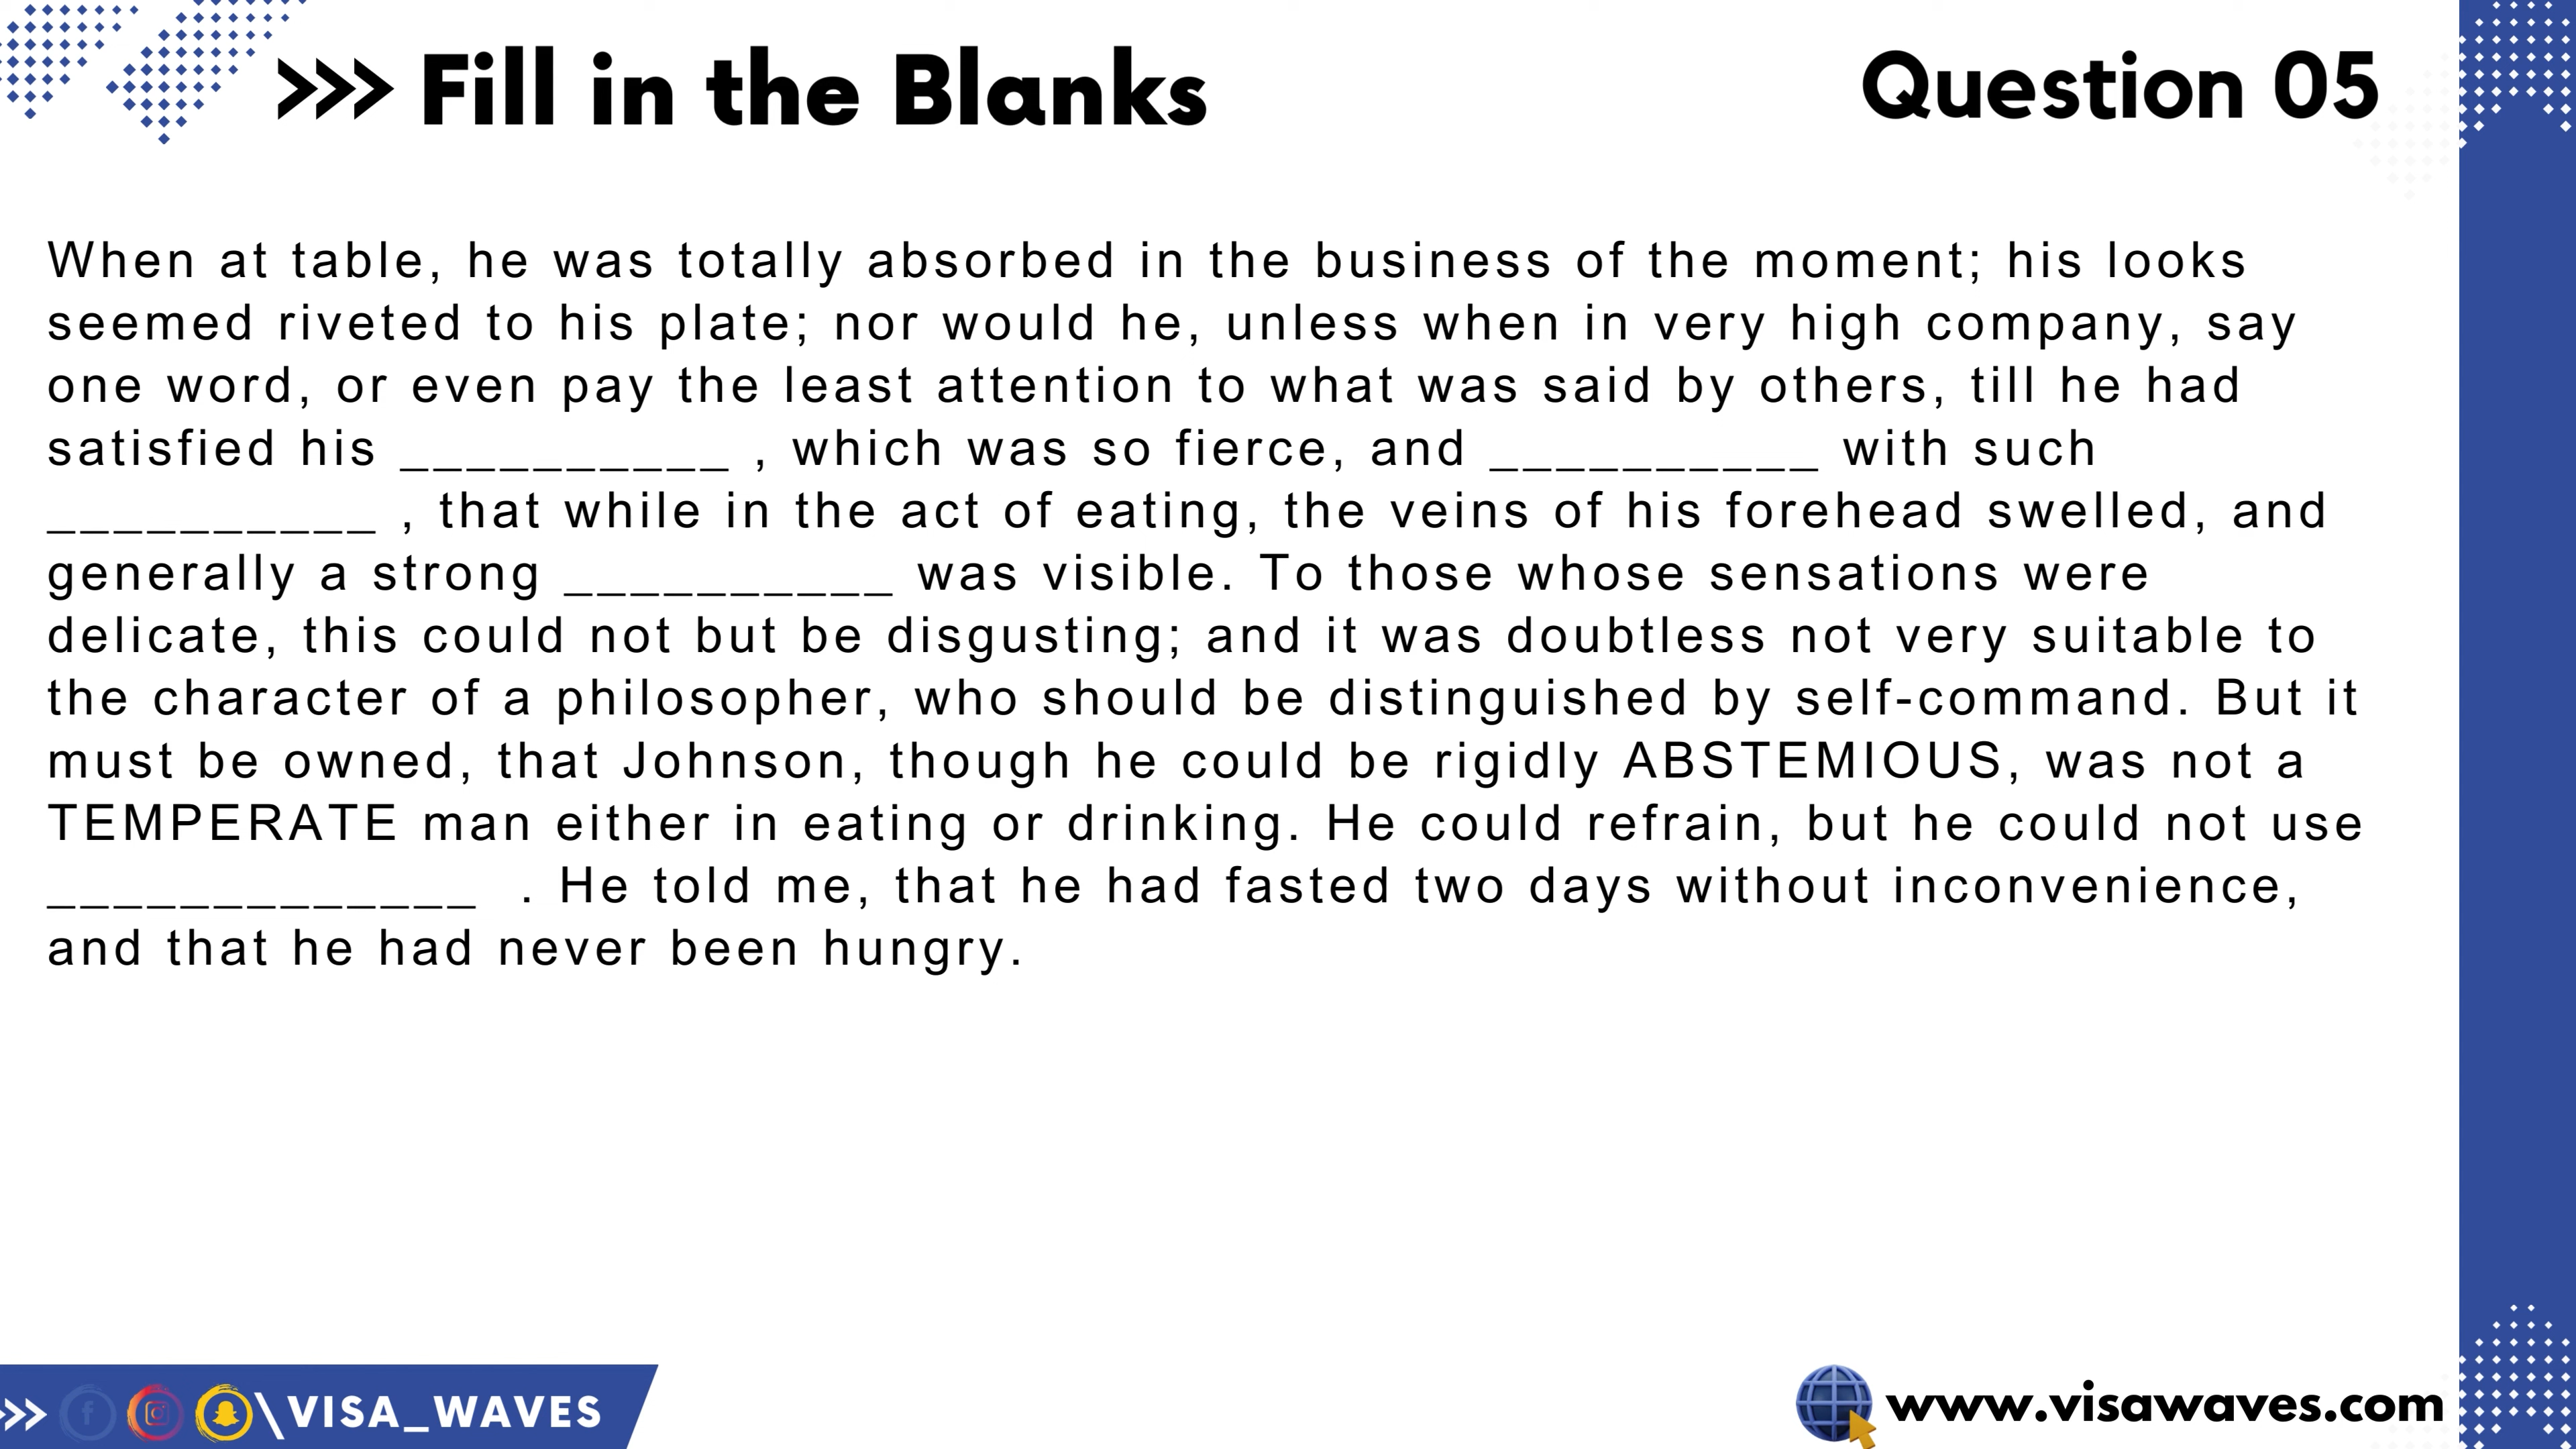 >>> Fill in the Blanks
Question 05
When at table, he was totally absorbed in the business of the moment; his looks
seemed riveted to his plate; nor would he, unless when in very high company, say
one word, or even pay the least attention to what was said by others, till he had
satisfied his __________ , which was so fierce, and __________ with such
__________ , that while in the act of eating, the veins of his forehead swelled, and
generally a strong __________ was visible. To those whose sensations were
delicate, this could not but be disgusting; and it was doubtless not very suitable to
the character of a philosopher, who should be distinguished by self-command. But it
must be owned, that Johnson, though he could be rigidly ABSTEMIOUS, was not a
TEMPERATE man either in eating or drinking. He could refrain, but he could not use
_____________ . He told me, that he had fasted two days without inconvenience,
and that he had never been hungry.
\VISA_WAVES
www.visawaves.com